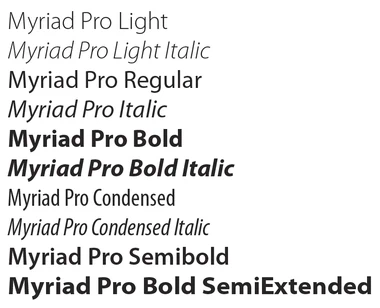 Myriad Pro Light
Myriad Pro Light Italic
Myriad Pro Regular
Myriad Pro Italic
Myriad Pro Bold
Myriad Pro Bold Italic
Myriad Pro Condensed
Myriad Pro Condensed Italic
Myriad Pro Semibold
Myriad Pro Bold SemiExtended